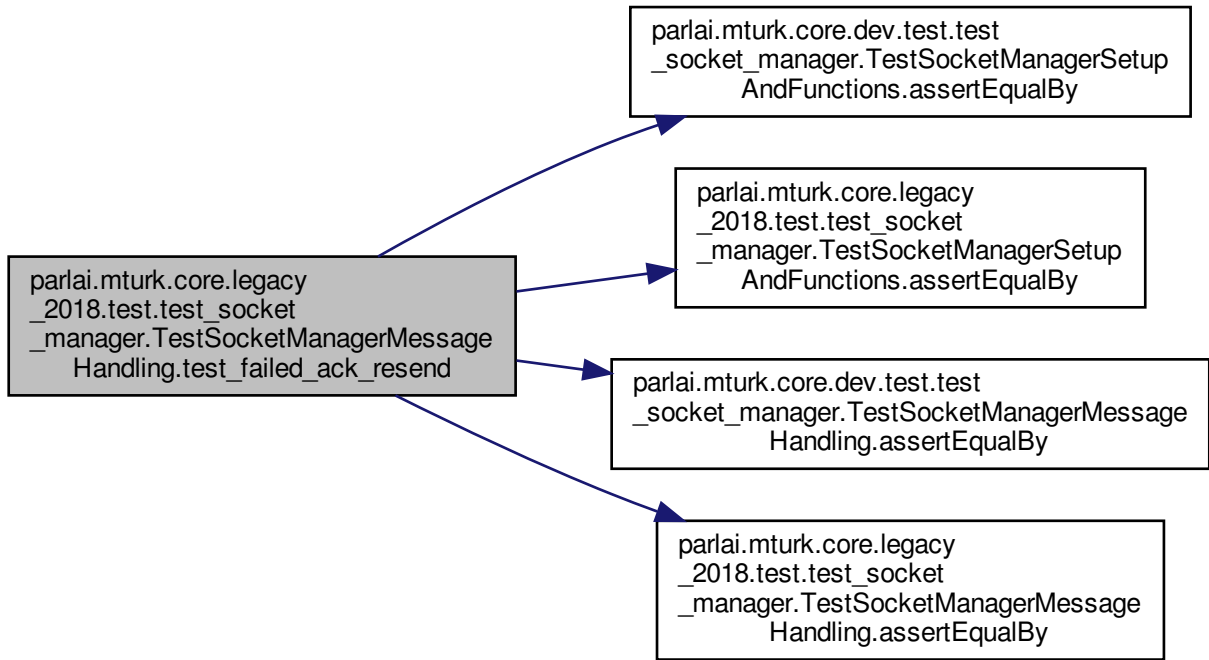 parlai.mturk.core.dev.test.test
_socket_manager.TestSocketManagerSetup
AndFunctions.assertEqualBy
parlai.mturk.core.legacy
_2018.test.test_socket
_manager.TestSocketManagerSetup
AndFunctions.assertEqualBy
parlai.mturk.core.legacy
_2018.test.test_socket
_manager.TestSocketManagerMessage
Handling.test_failed_ack_resend
parlai.mturk.core.dev.test.test
_socket_manager.TestSocketManagerMessage
Handling.assertEqualBy
parlai.mturk.core.legacy
_2018.test.test_socket
_manager.TestSocketManagerMessage
Handling.assertEqualBy